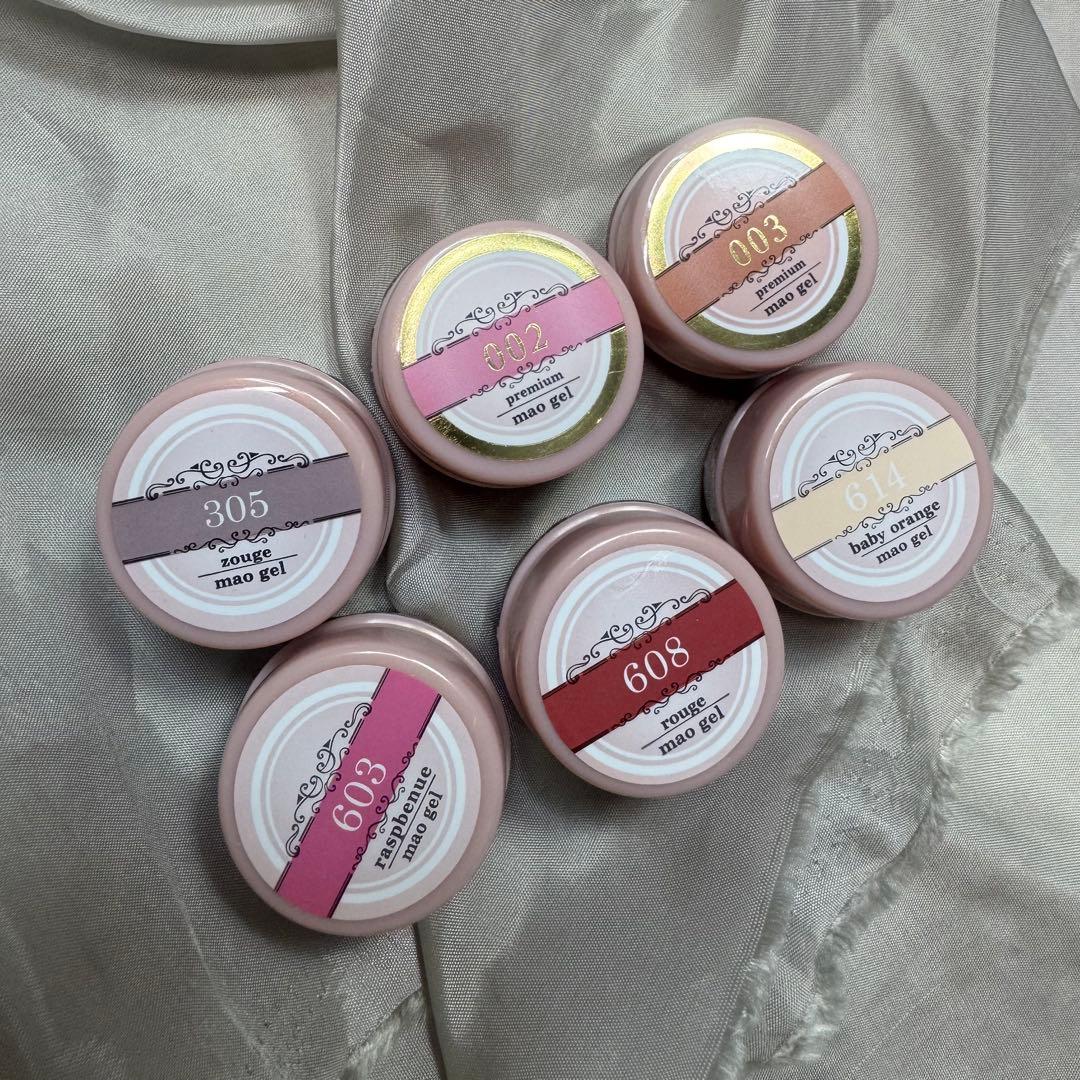 003
premium
mao gel
002
premium
mao gel
305
zouge
mao gel
614
baby orange
mao gel
608
rouge
mao gel
603
raspbenue
mao gel